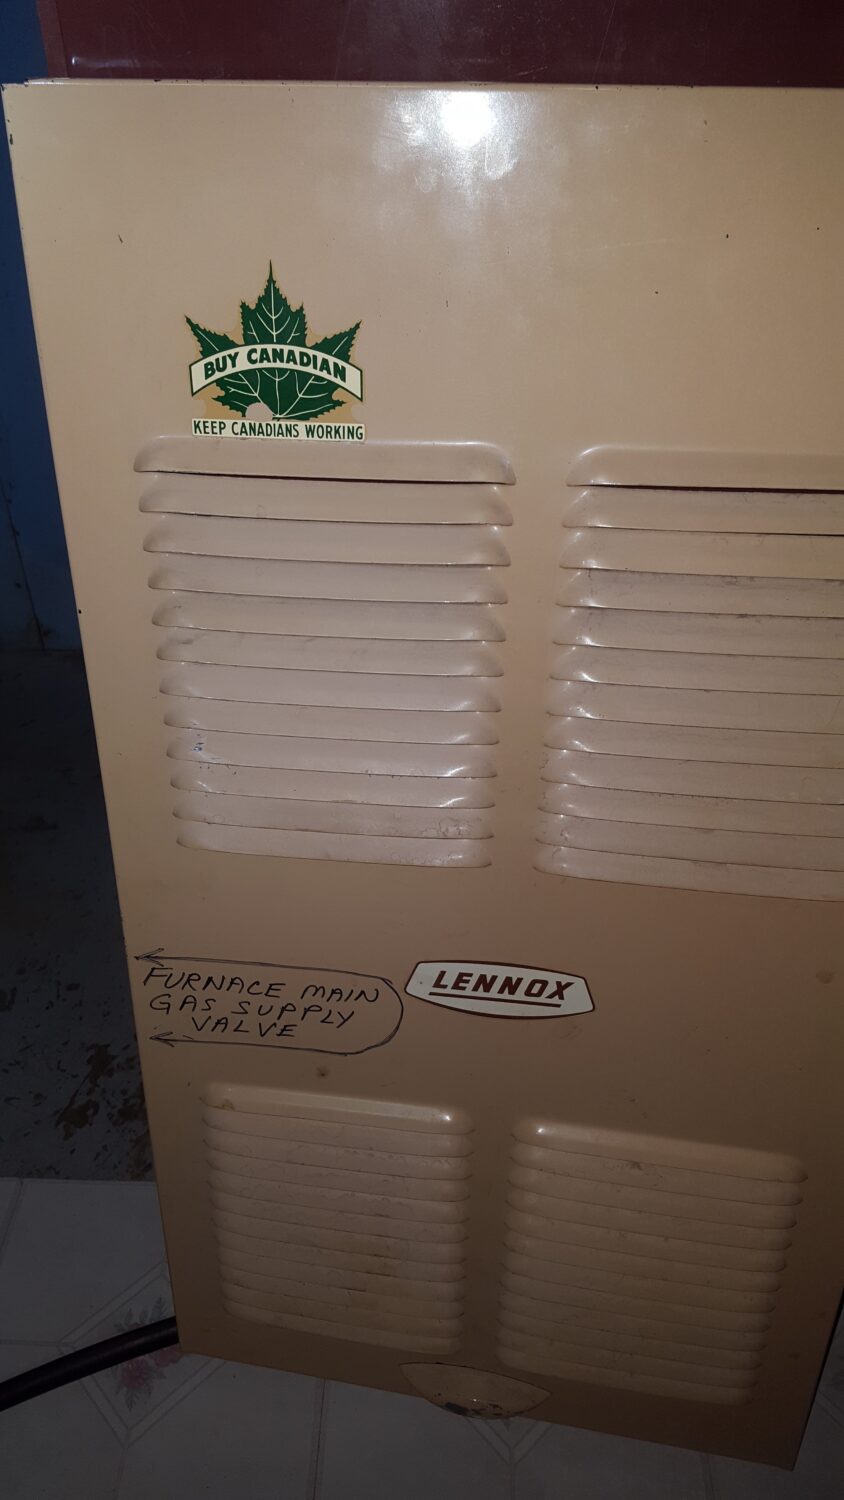 BUY CANADIAN
KEEP CANADIANS WORKING
LENNOX
FURNACE MAIN
GAS SUPPLY
VALVE